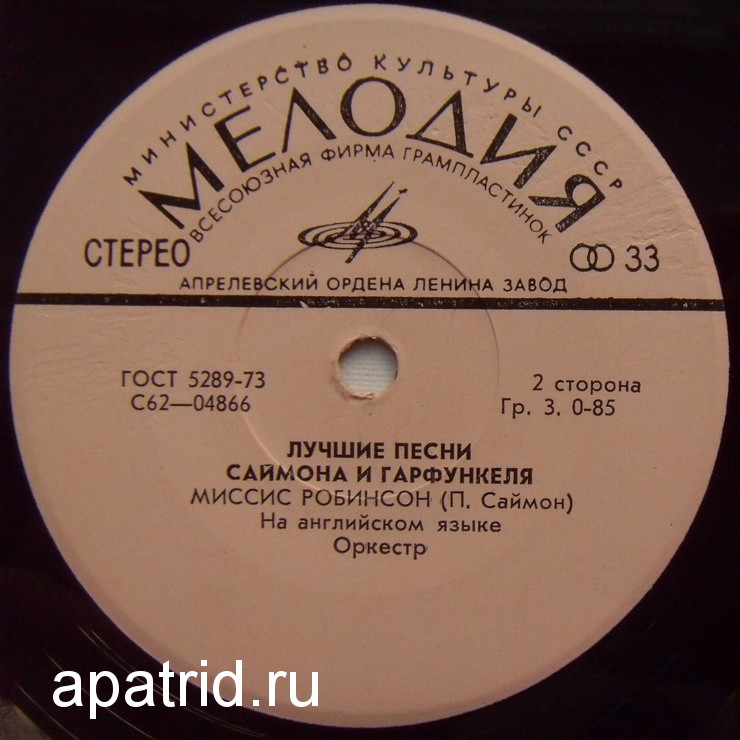 МИНИСТЕРСТВО КУЛЬТУРЫ СССР
МЕЛОДИЯ
ВСЕСОЮЗНАЯ ФИРМА ГРАМПЛАСТИНОК
СТЕРЕО
33
АПРЕЛЕВСКИЙ ОРДЕНА ЛЕНИНА ЗАВОД
ГОСТ 5289-73
С62—04866
2 сторона
Гр. 3. 0-85
ЛУЧШИЕ ПЕСНИ
САЙМОНА И ГАРФУНКЕЛЯ
МИССИС РОБИНСОН (П. Саймон)
На английском языке
Оркестр
apatrid.ru